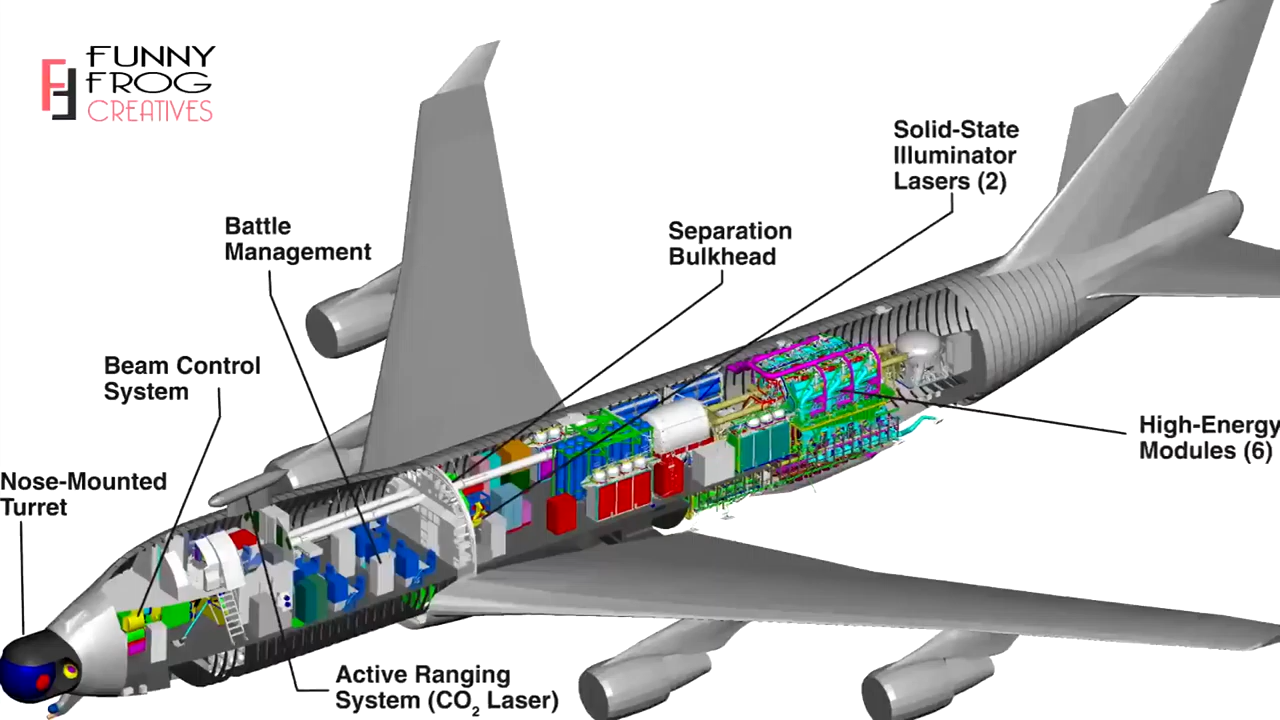 FUNNY
FROG
CREATIVES
Solid-State
Illuminator
Lasers (2)
Battle
Management
Separation
Bulkhead
Beam Control
System
High-Energy
Modules (6)
Nose-Mounted
Turret
Active Ranging
System (CO₂ Laser)